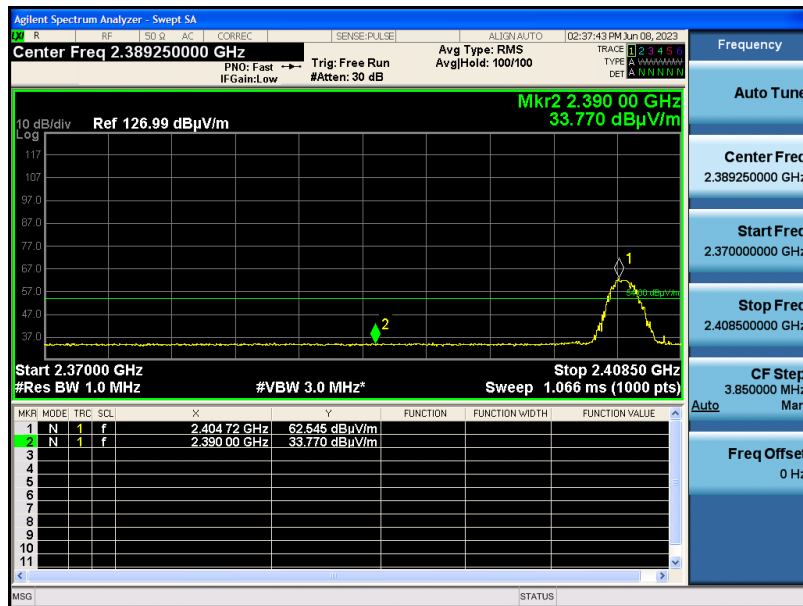 Agilent Spectrum Analyzer - Swept SA
LXI R RF 50 Ω AC CORREC SENSE:PULSE ALIGN AUTO 02:37:43 PM Jun 08, 2023
Center Freq 2.389250000 GHz
PNO: Fast
IFGain:Low
Trig: Free Run
#Atten: 30 dB
Avg Type: RMS
Avg|Hold: 100/100
TRACE 1 2 3 4 5 6
TYPE A WWWWWW
DET A N N N N N
Mkr2 2.390 00 GHz
33.770 dBµV/m
10 dB/div Ref 126.99 dBµV/m
Log
117
107
97.0
87.0
77.0
67.0
57.0
47.0
37.0
1
2
Start 2.37000 GHz Stop 2.40850 GHz
#Res BW 1.0 MHz #VBW 3.0 MHz* Sweep 1.066 ms (1000 pts)
MKR MODE TRC SCL X Y FUNCTION FUNCTION WIDTH FUNCTION VALUE
1 N 1 f 2.404 72 GHz 62.545 dBµV/m
2 N 1 f 2.390 00 GHz 33.770 dBµV/m
3
4
5
6
7
8
9
10
11
MSG STATUS
Frequency
Auto Tune
Center Freq
2.389250000 GHz
Start Freq
2.370000000 GHz
Stop Freq
2.408500000 GHz
CF Step
3.850000 MHz
Auto Man
Freq Offset
0 Hz